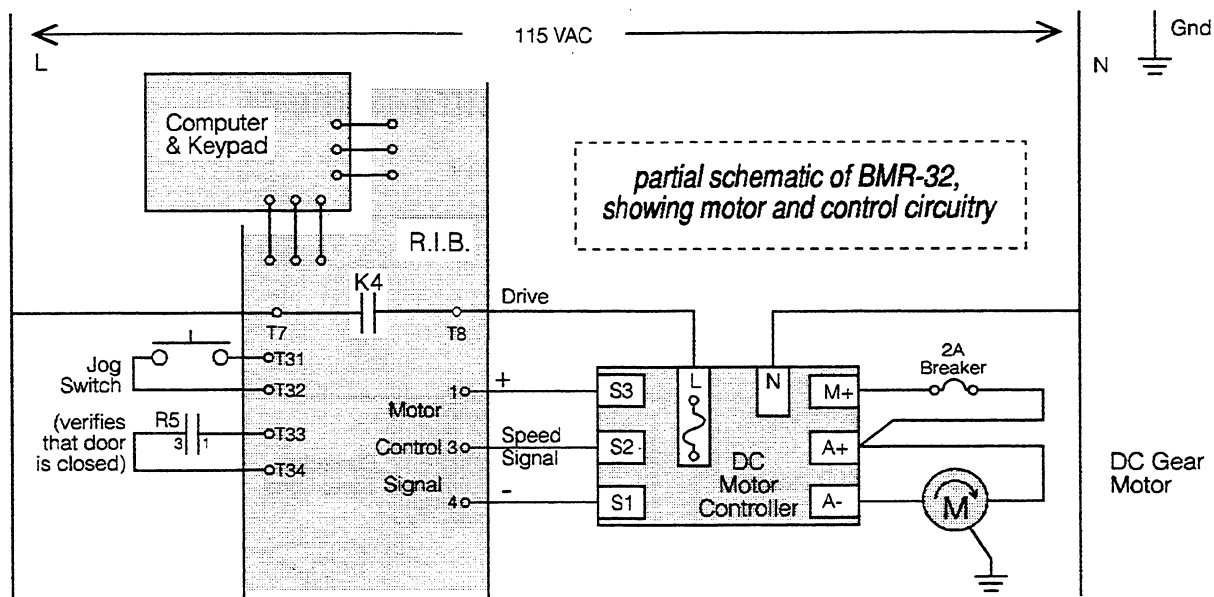 115 VAC
L
N
Gnd
Computer
& Keypad
partial schematic of BMR-32,
showing motor and control circuitry
R.I.B.
K4
Drive
T7
T8
Jog
Switch
T31
T32
(verifies
that door
is closed)
R5
3 1
T33
T34
Motor
Control
Signal
1
3
4
+
Speed
Signal
-
S3
S2
S1
L
N
DC
Motor
Controller
M+
A+
A-
2A
Breaker
M
DC Gear
Motor